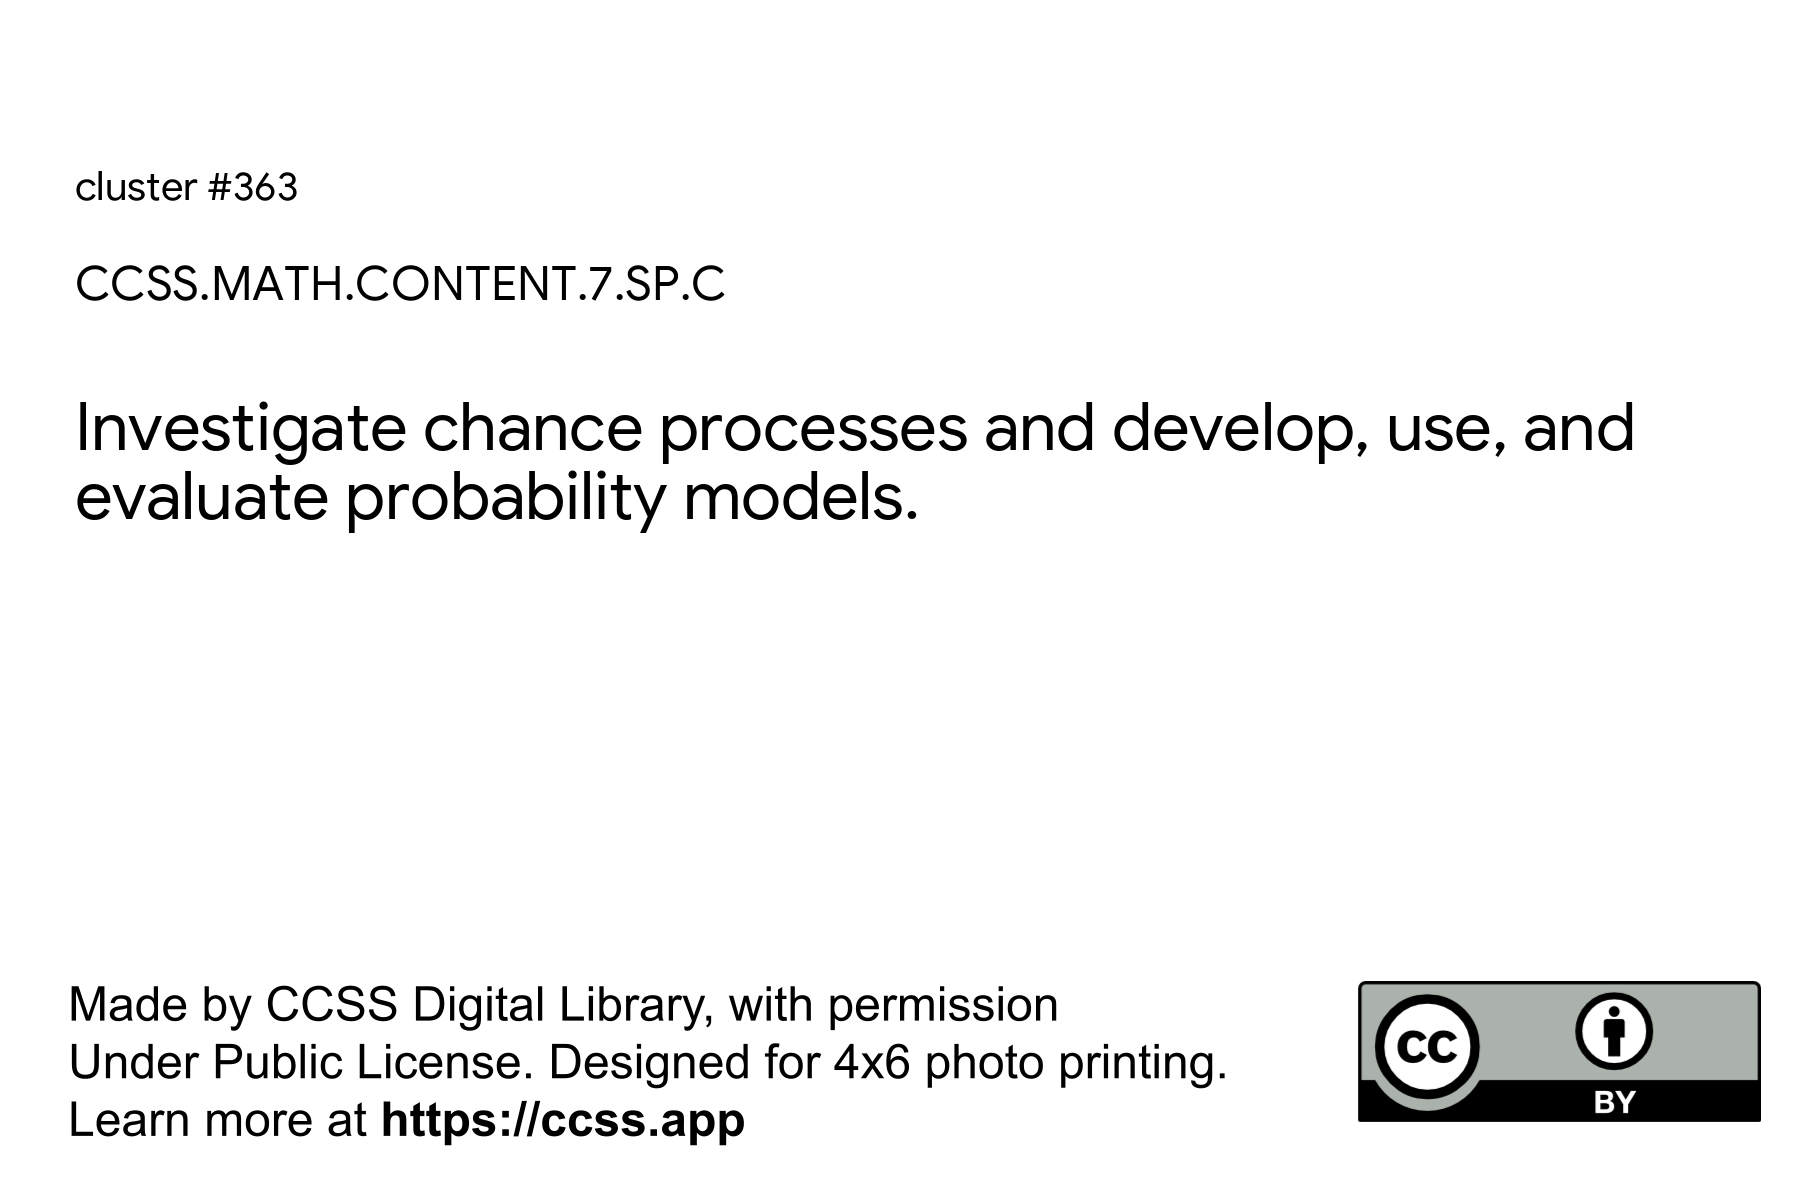 cluster #363
CCSS.MATH.CONTENT.7.SP.C
Investigate chance processes and develop, use, and
evaluate probability models.
Made by CCSS Digital Library, with permission
Under Public License. Designed for 4x6 photo printing.
Learn more at https://ccss.app
CC
BY